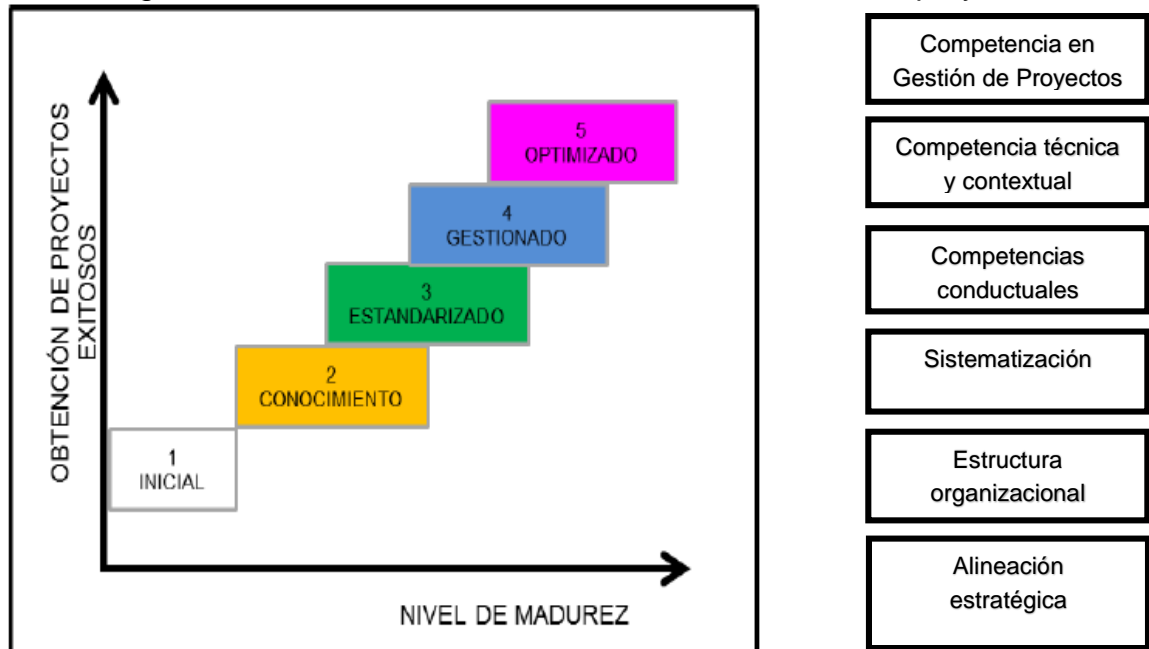 OBTENCIÓN DE PROYECTOS
EXITOSOS
5
OPTIMIZADO
4
GESTIONADO
3
ESTANDARIZADO
2
CONOCIMIENTO
1
INICIAL
NIVEL DE MADUREZ
Competencia en
Gestión de Proyectos
Competencia técnica
y contextual
Competencias
conductuales
Sistematización
Estructura
organizacional
Alineación
estratégica